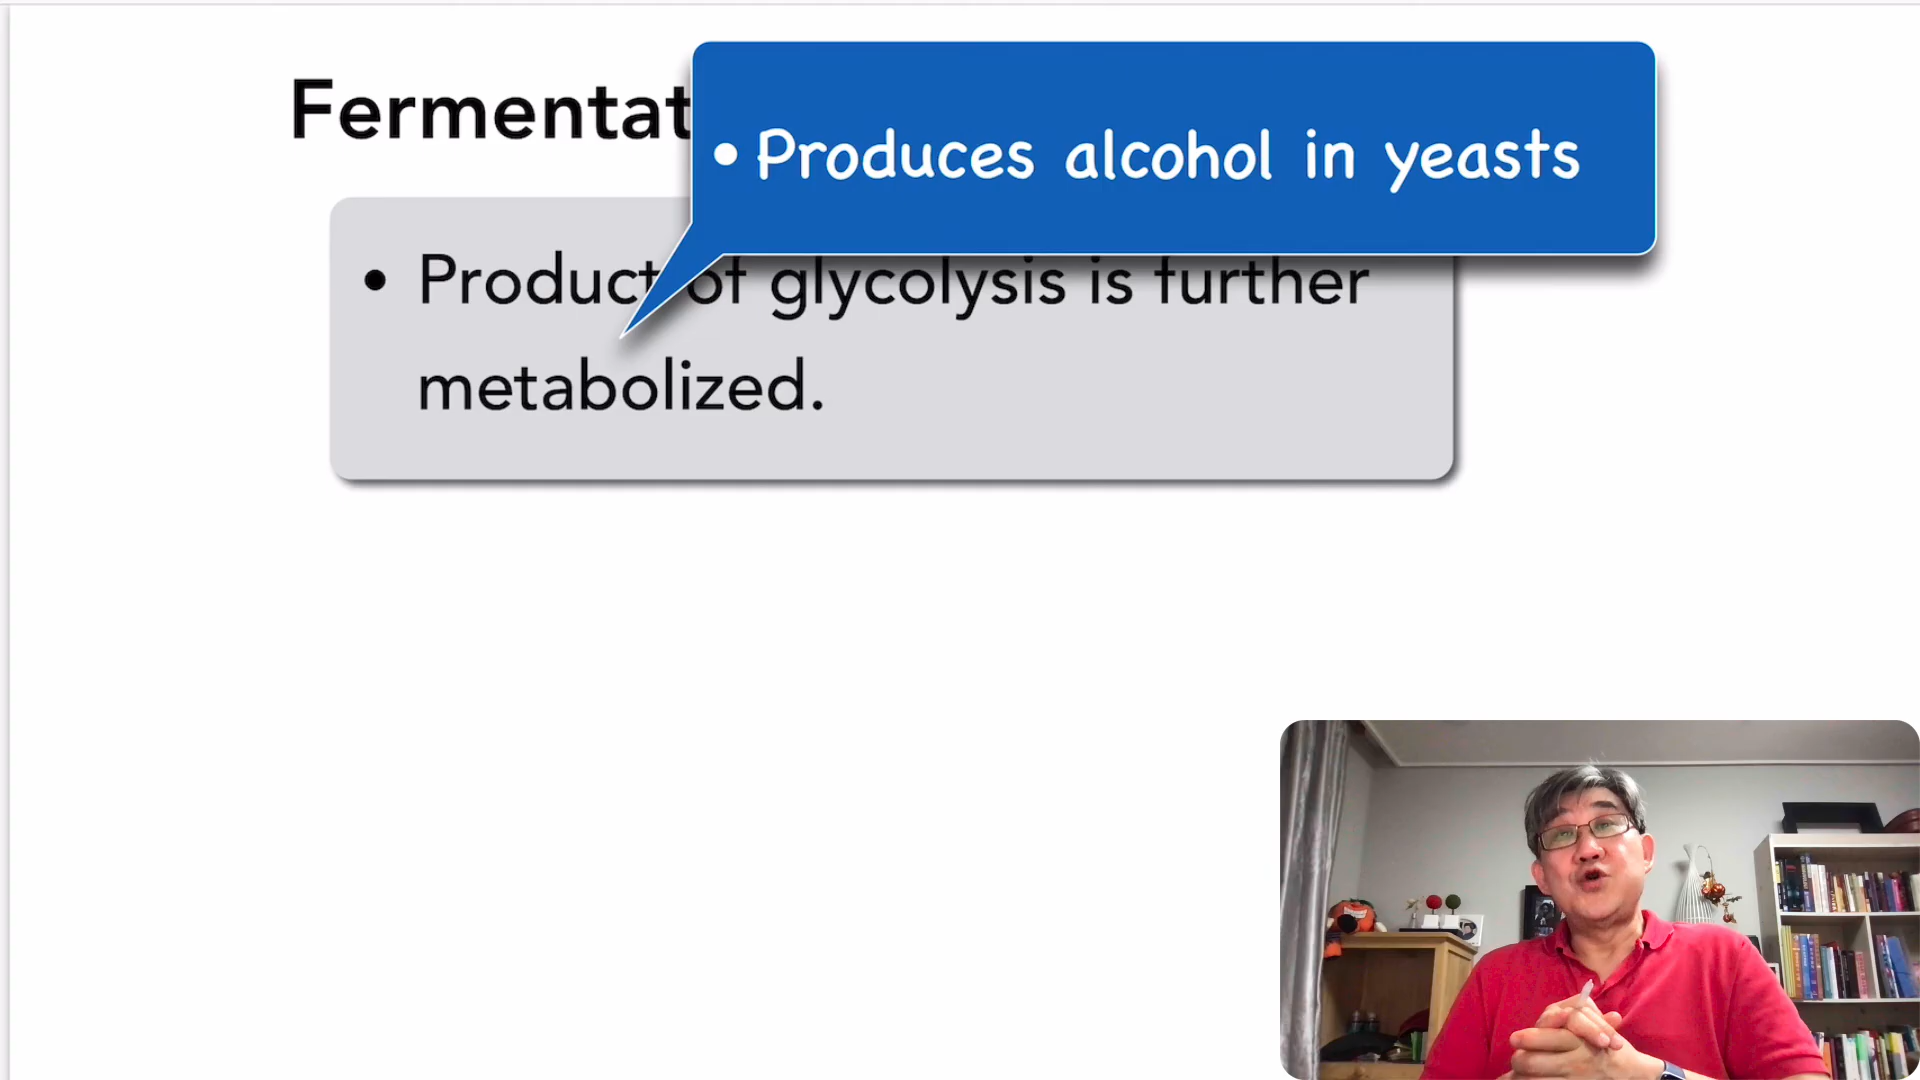 Fermentat
• Produces alcohol in yeasts
• Product of glycolysis is further
metabolized.